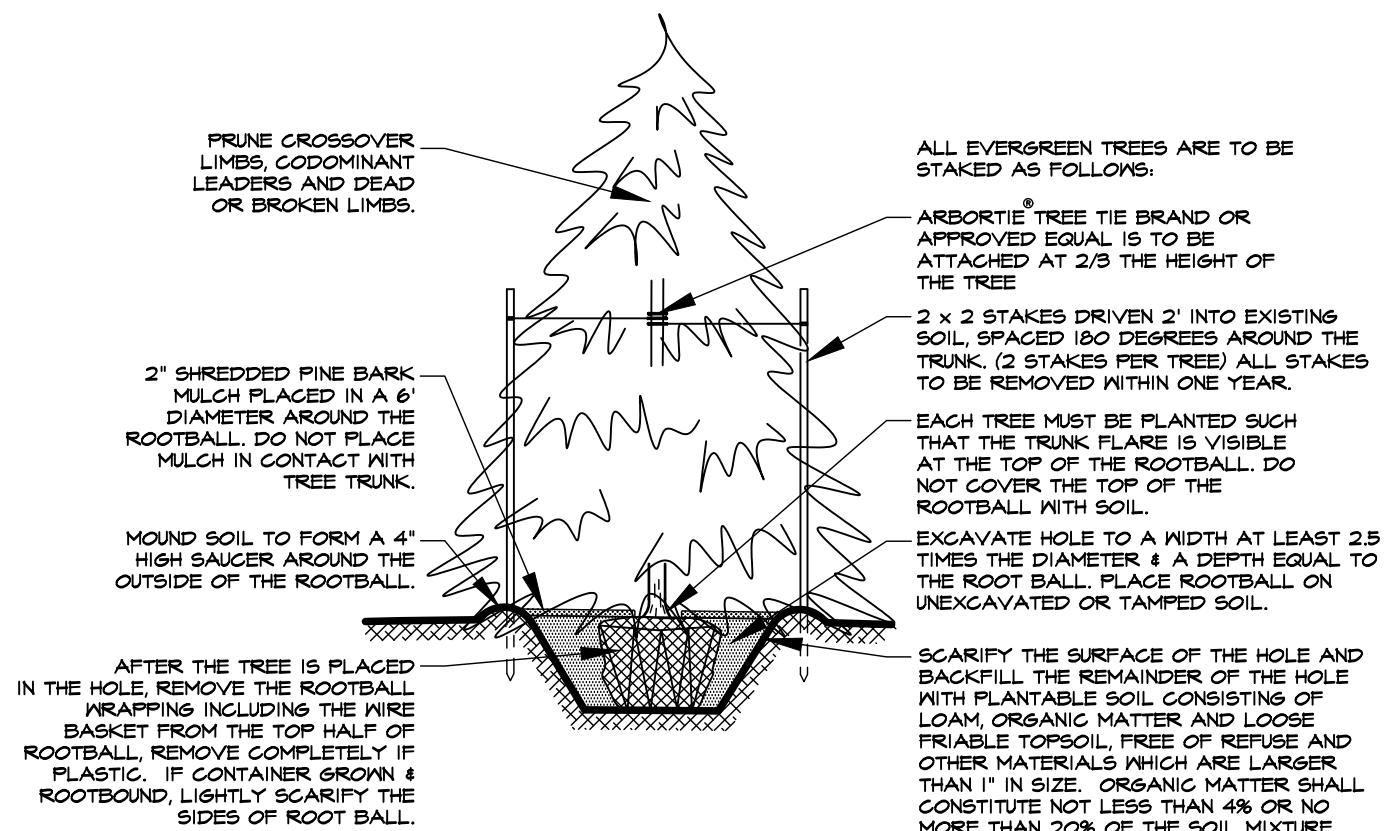 PRUNE CROSSOVER
LIMBS, CODOMINANT
LEADERS AND DEAD
OR BROKEN LIMBS.
2" SHREDDED PINE BARK
MULCH PLACED IN A 6'
DIAMETER AROUND THE
ROOTBALL. DO NOT PLACE
MULCH IN CONTACT WITH
TREE TRUNK.
MOUND SOIL TO FORM A 4"
HIGH SAUCER AROUND THE
OUTSIDE OF THE ROOTBALL.
AFTER THE TREE IS PLACED
IN THE HOLE, REMOVE THE ROOTBALL
WRAPPING INCLUDING THE WIRE
BASKET FROM THE TOP HALF OF
ROOTBALL, REMOVE COMPLETELY IF
PLASTIC. IF CONTAINER GROWN &
ROOTBOUND, LIGHTLY SCARIFY THE
SIDES OF ROOT BALL.
ALL EVERGREEN TREES ARE TO BE
STAKED AS FOLLOWS:
ARBORTIE® TREE TIE BRAND OR
APPROVED EQUAL IS TO BE
ATTACHED AT 2/3 THE HEIGHT OF
THE TREE
2 x 2 STAKES DRIVEN 2' INTO EXISTING
SOIL, SPACED 180 DEGREES AROUND THE
TRUNK. (2 STAKES PER TREE) ALL STAKES
TO BE REMOVED WITHIN ONE YEAR.
EACH TREE MUST BE PLANTED SUCH
THAT THE TRUNK FLARE IS VISIBLE
AT THE TOP OF THE ROOTBALL. DO
NOT COVER THE TOP OF THE
ROOTBALL WITH SOIL.
EXCAVATE HOLE TO A WIDTH AT LEAST 2.5
TIMES THE DIAMETER & A DEPTH EQUAL TO
THE ROOT BALL. PLACE ROOTBALL ON
UNEXCAVATED OR TAMPED SOIL.
SCARIFY THE SURFACE OF THE HOLE AND
BACKFILL THE REMAINDER OF THE HOLE
WITH PLANTABLE SOIL CONSISTING OF
LOAM, ORGANIC MATTER AND LOOSE
FRIABLE TOPSOIL, FREE OF REFUSE AND
OTHER MATERIALS WHICH ARE LARGER
THAN 1" IN SIZE. ORGANIC MATTER SHALL
CONSTITUTE NOT LESS THAN 4% OR NO
MORE THAN 20% OF THE SOIL MIXTURE